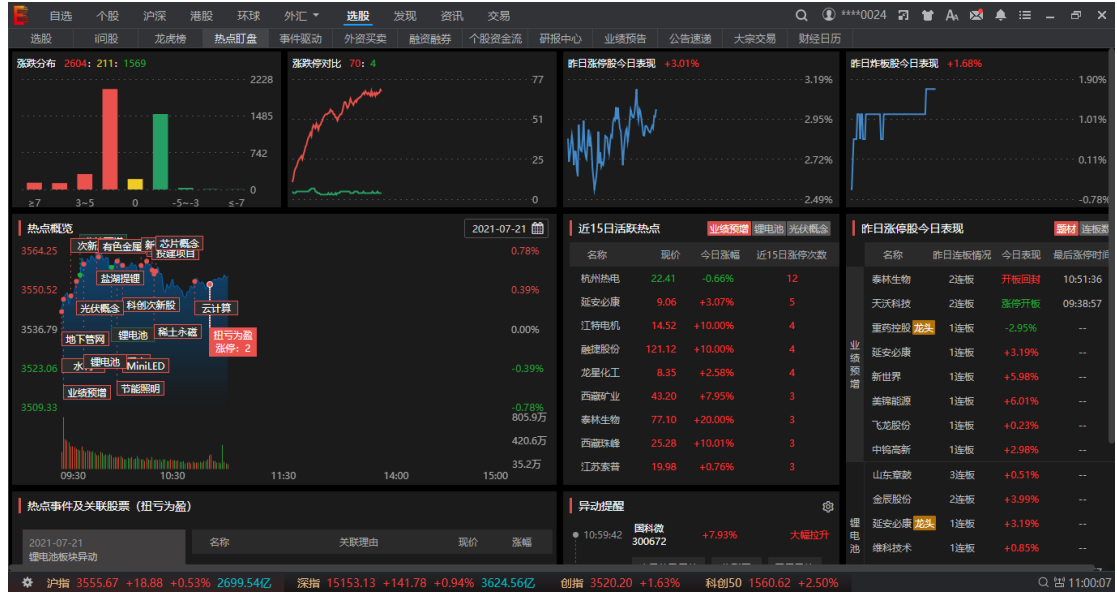 自选 个股 沪深 港股 环球 外汇 选股 发现 资讯 交易 ****0024
选股 i问股 龙虎榜 热点盯盘 事件驱动 外资买卖 融资融券 个股资金流 研报中心 业绩预告 公告速递 大宗交易 财经日历
涨跌分布 2604: 211: 1569
2228
1485
742
0
≥7 3~5 0 -5~-3 ≤-7
涨跌停对比 70: 4
77
51
25
0
昨日涨停股今日表现 +3.01%
3.19%
2.95%
2.72%
2.49%
昨日炸板股今日表现 +1.68%
1.90%
1.01%
0.11%
-0.78%
热点概览 2021-07-21
3564.25 0.78%
3550.52 0.39%
3536.79 0.00%
3523.06 -0.39%
3509.33 -0.78%
805.9万
420.6万
35.2万
次新 有色金属 新 芯片概念
投建项目
盐湖提锂
光伏概念 科创次新股 云计算
地下管网 锂电池 稀土永磁 扭亏为盈
涨停: 2
水 锂电池 MiniLED
业绩预增 节能照明
09:30 10:30 11:30 14:00 15:00
近15日活跃热点 业绩预增 锂电池 光伏概念
名称 现价 今日涨幅 近15日涨停次数
杭州热电 22.41 -0.66% 12
延安必康 9.06 +3.07% 5
江特电机 14.52 +10.00% 4
融捷股份 121.12 +10.00% 4
龙星化工 8.35 +2.58% 4
西藏矿业 43.20 +7.95% 3
泰林生物 77.10 +20.00% 3
西藏珠峰 25.28 +10.01% 3
江苏索普 19.98 +0.76% 3
昨日涨停股今日表现 题材 连板数
名称 昨日连板情况 今日表现 最后涨停时间
业绩预增
泰林生物 2连板 开板回封 10:51:36
天沃科技 2连板 涨停开板 09:38:57
重药控股 龙头 1连板 -2.95% --
延安必康 1连板 +3.19% --
新世界 1连板 +5.98% --
美锦能源 1连板 +6.01% --
飞龙股份 1连板 +0.23% --
中钨高新 1连板 +2.98% --
锂电池
山东章鼓 3连板 +0.51% --
金辰股份 2连板 +3.99% --
延安必康 龙头 1连板 +3.19% --
维科技术 1连板 +0.85% --
热点事件及关联股票（扭亏为盈）
2021-07-21
锂电池板块异动
名称 关联理由 现价 涨幅
异动提醒
10:59:42 国科微 +7.93% 大幅拉升
300672
沪指 3555.67 +18.88 +0.53% 2699.54亿 深指 15153.13 +141.78 +0.94% 3624.56亿 创指 3520.20 +1.63% 科创50 1560.62 +2.50% 11:00:07